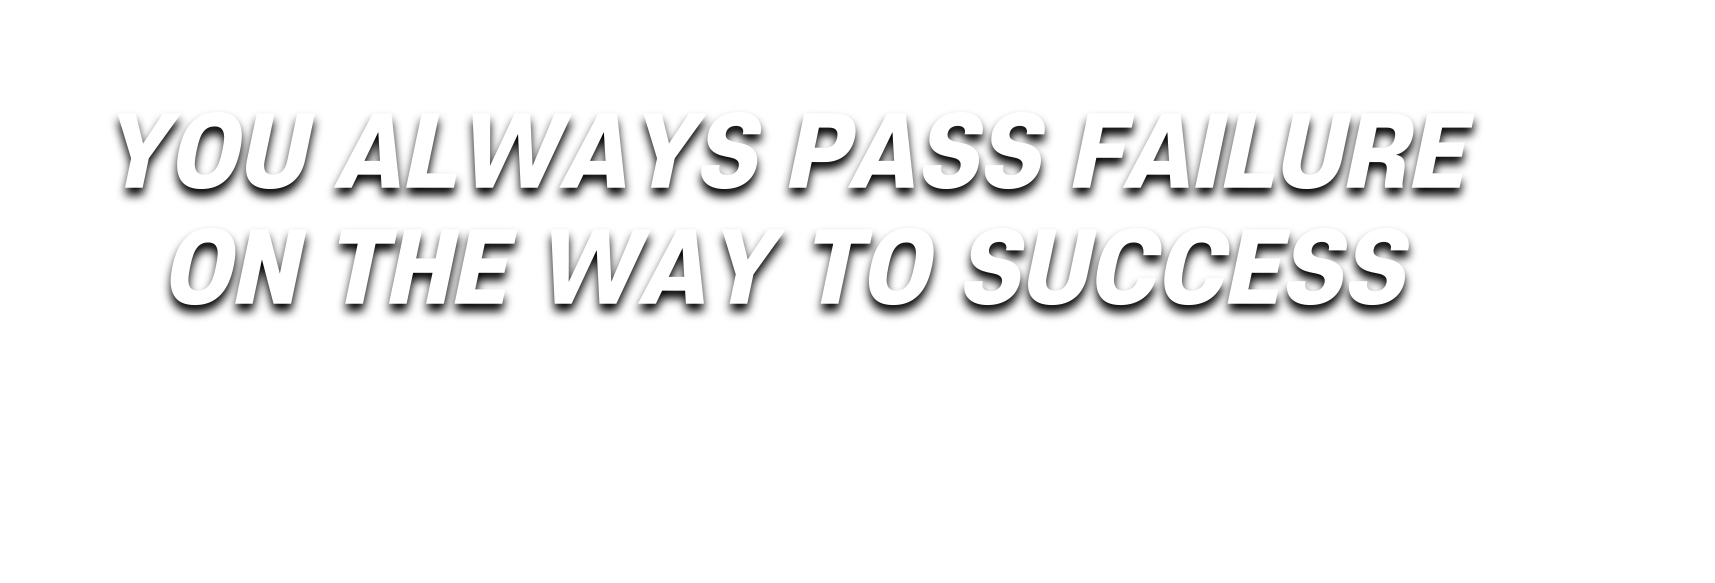 YOU ALWAYS PASS FAILURE
ON THE WAY TO SUCCESS